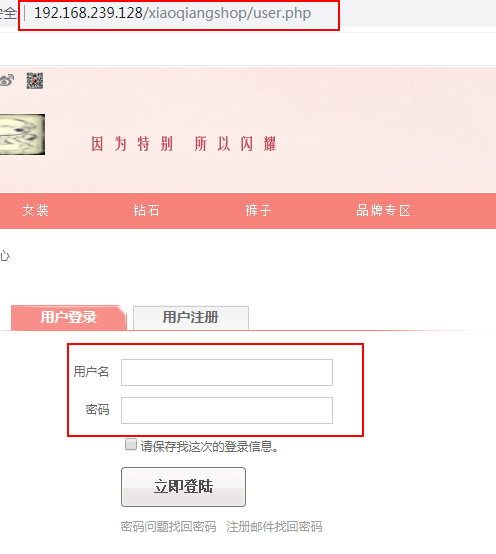 安全 | 192.168.239.128/xiaoqiangshop/user.php
因为特别 所以闪耀
女装 钻石 裤子 品牌专区
心
用户登录 用户注册
用户名
密码
请保存我这次的登录信息。
立即登陆
密码问题找回密码 注册邮件找回密码